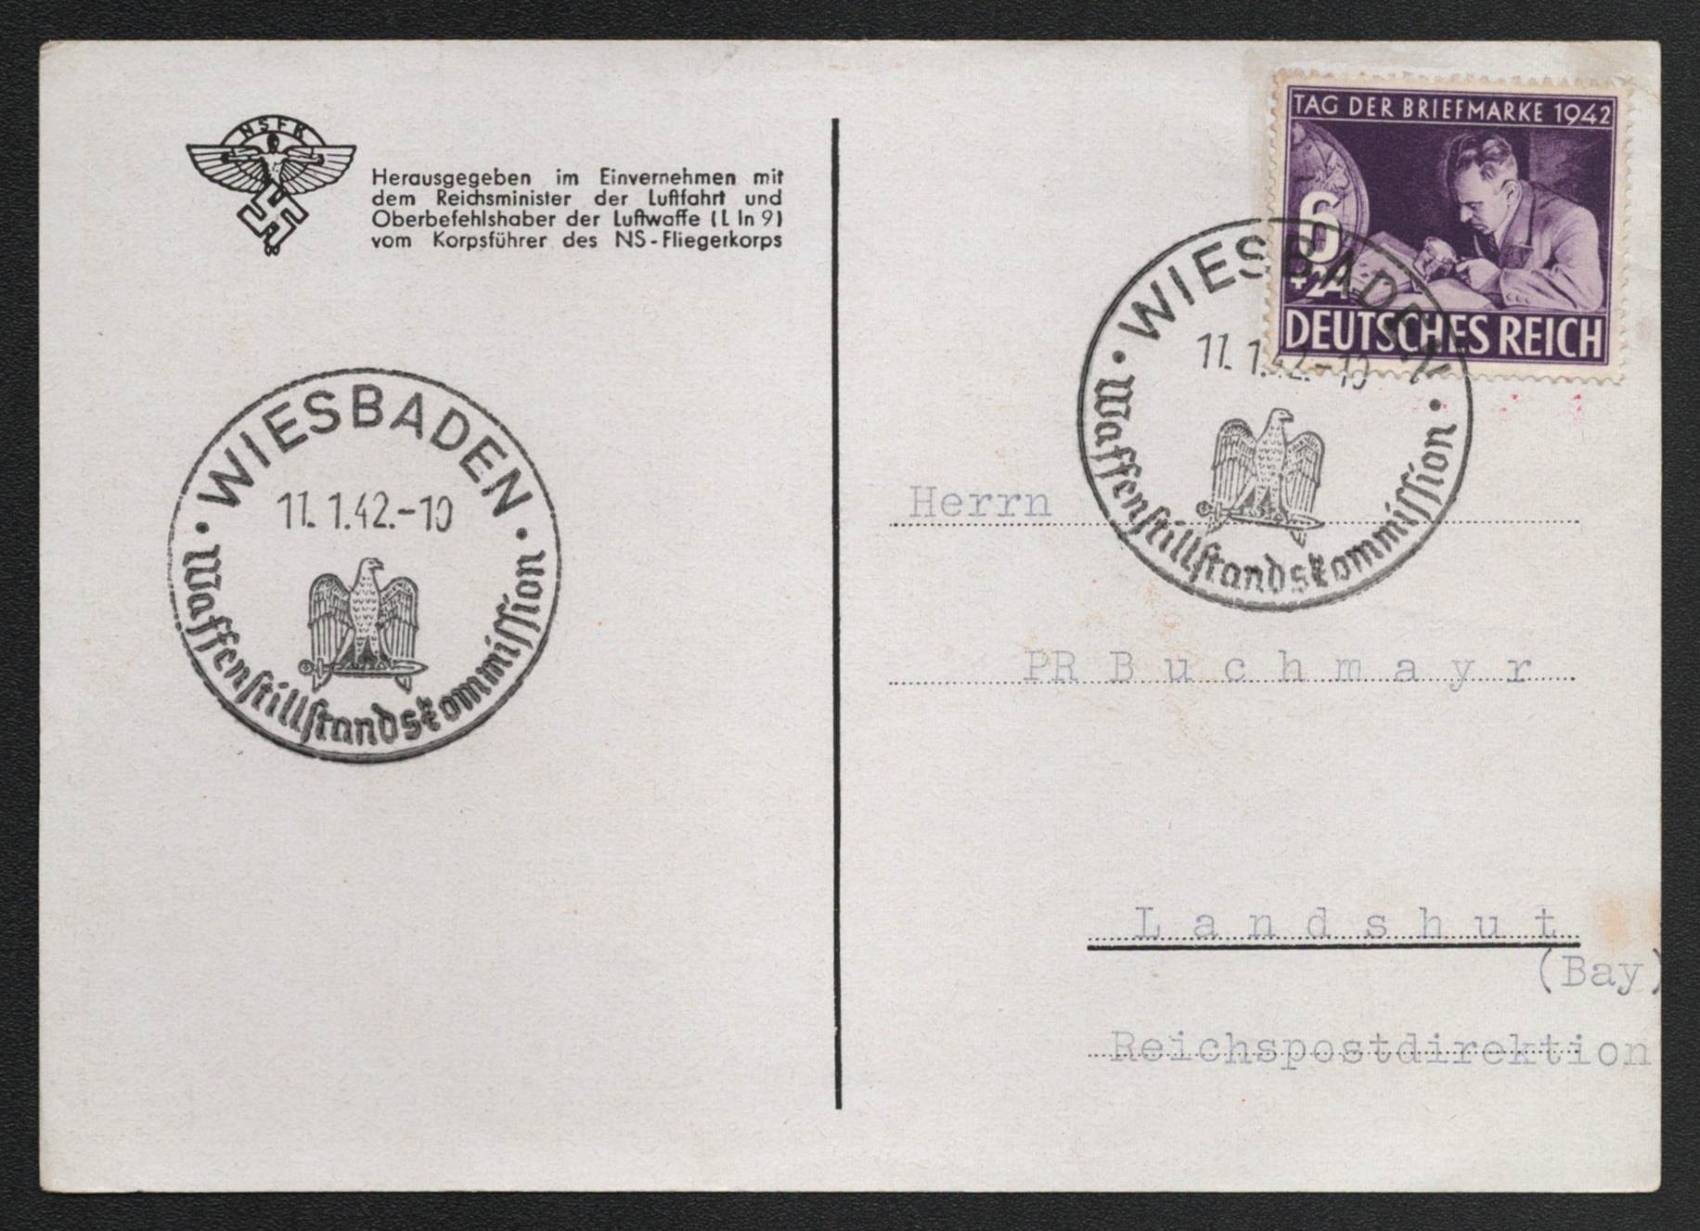 NSFK
Herausgegeben im Einvernehmen mit
dem Reichsminister der Luftfahrt und
Oberbefehlshaber der Luftwaffe (L In 9)
vom Korpsführer des NS-Fliegerkorps
WIESBADEN
11.1.42.-10
Waffenstillstandskommission
TAG DER BRIEFMARKE 1942
6
+24
DEUTSCHES REICH
WIESBADEN
11.1.42.-10
Waffenstillstandskommission
Herrn
PR Buchmayr
Landshut
(Bay)
Reichspostdirektion